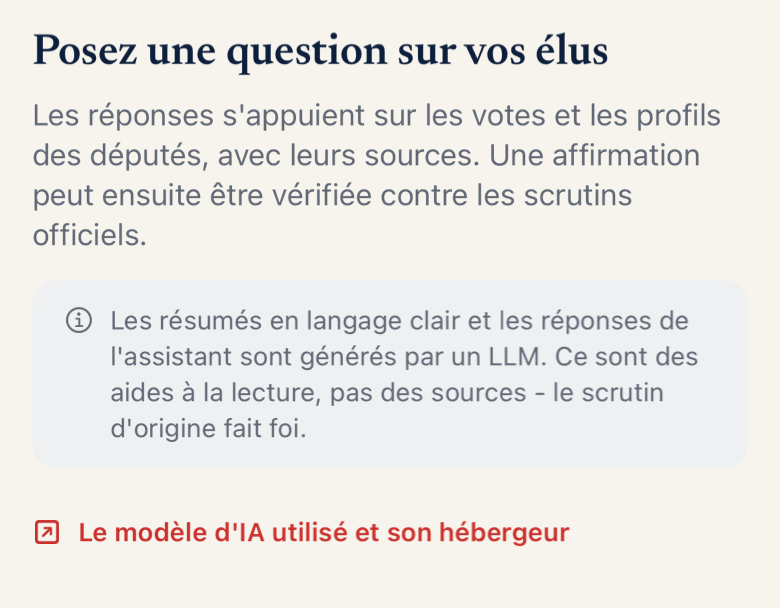 Posez une question sur vos élus
Les réponses s'appuient sur les votes et les profils
des députés, avec leurs sources. Une affirmation
peut ensuite être vérifiée contre les scrutins
officiels.
Les résumés en langage clair et les réponses de
l'assistant sont générés par un LLM. Ce sont des
aides à la lecture, pas des sources - le scrutin
d'origine fait foi.
Le modèle d'IA utilisé et son hébergeur